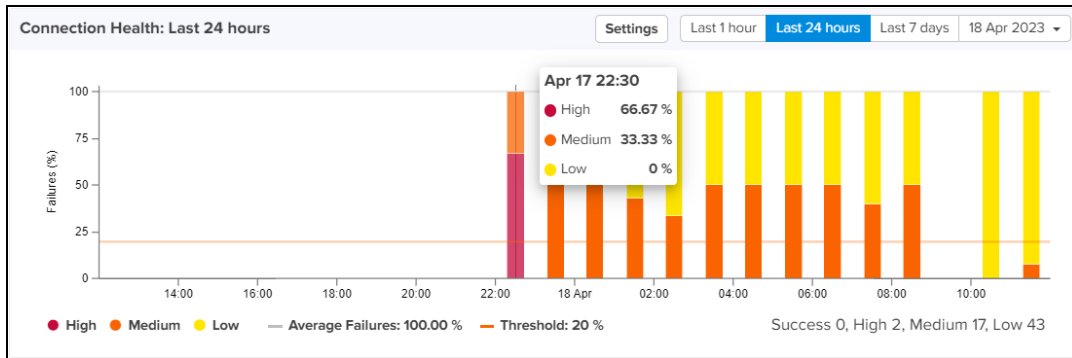 Connection Health: Last 24 hours
Settings
Last 1 hour
Last 24 hours
Last 7 days
18 Apr 2023
Apr 17 22:30
High 66.67 %
Medium 33.33 %
Low 0 %
Failures (%)
100
75
50
25
0
14:00 16:00 18:00 20:00 22:00 18 Apr 02:00 04:00 06:00 08:00 10:00
High Medium Low Average Failures: 100.00 % Threshold: 20 %
Success 0, High 2, Medium 17, Low 43